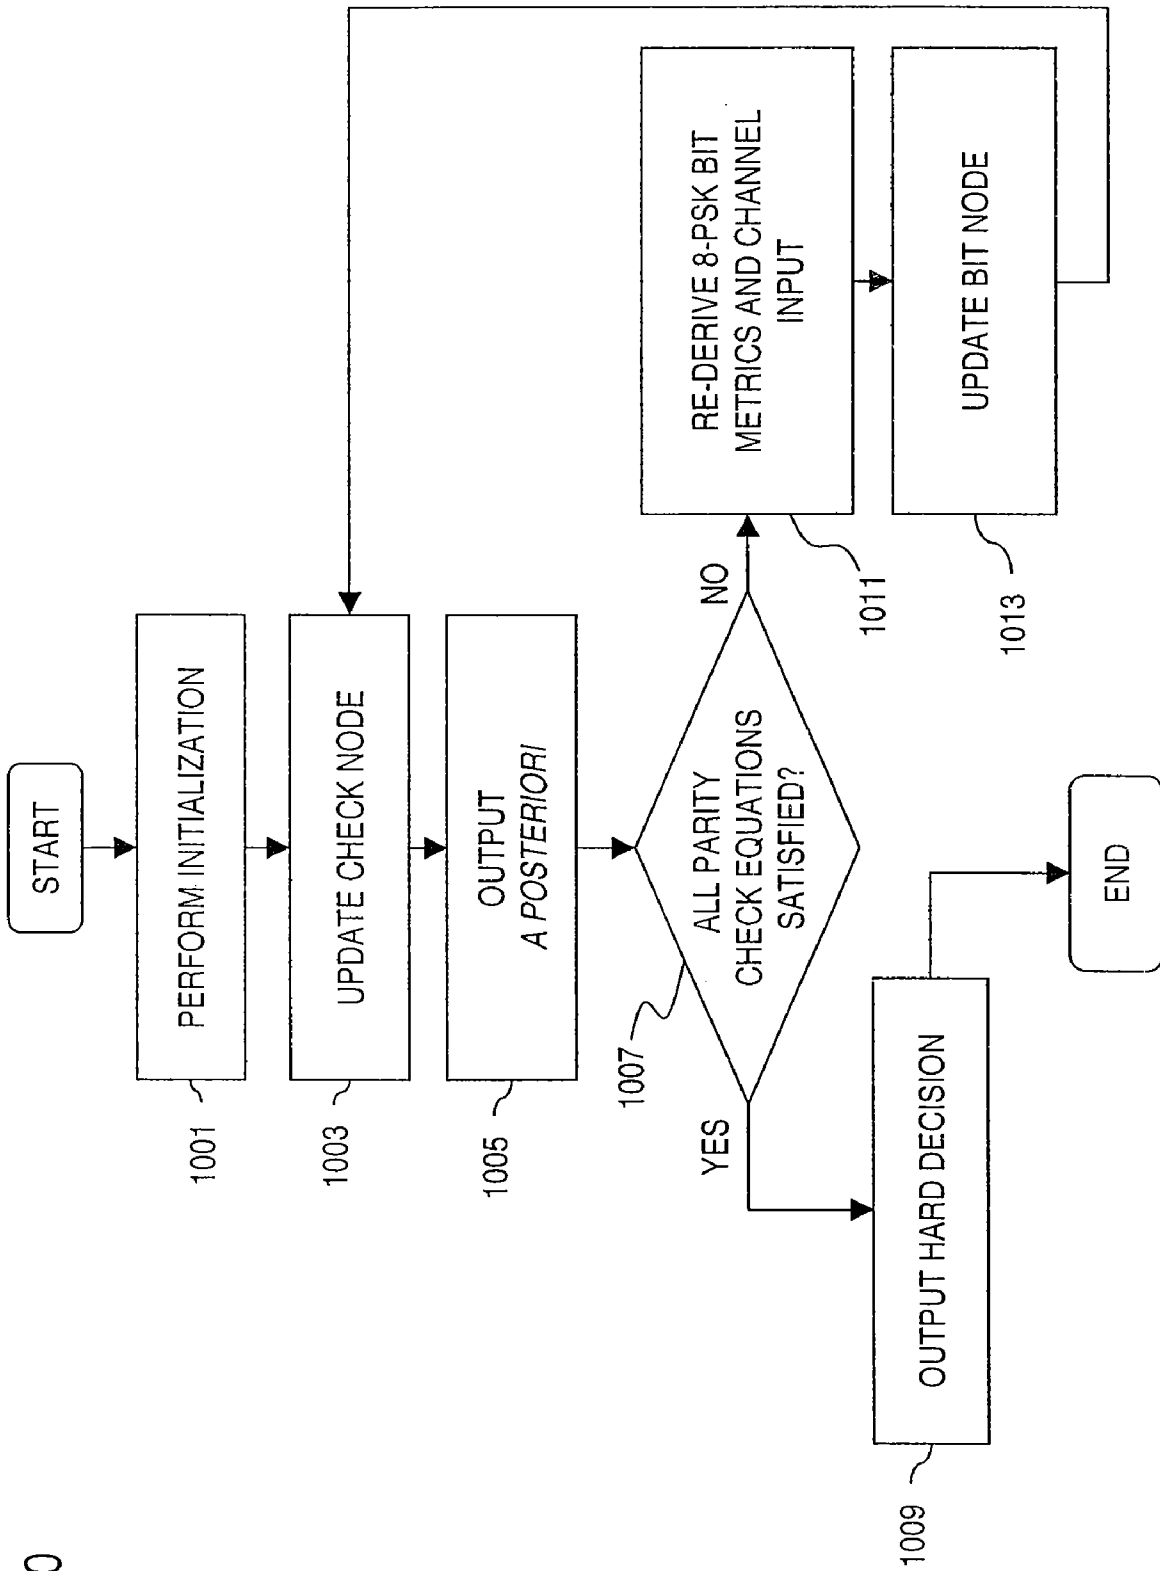 START
PERFORM INITIALIZATION
1001
UPDATE CHECK NODE
1003
OUTPUT
A POSTERIORI
1005
ALL PARITY
CHECK EQUATIONS
SATISFIED?
1007
YES
NO
OUTPUT HARD DECISION
1009
END
RE-DERIVE 8-PSK BIT
METRICS AND CHANNEL
INPUT
1011
UPDATE BIT NODE
1013